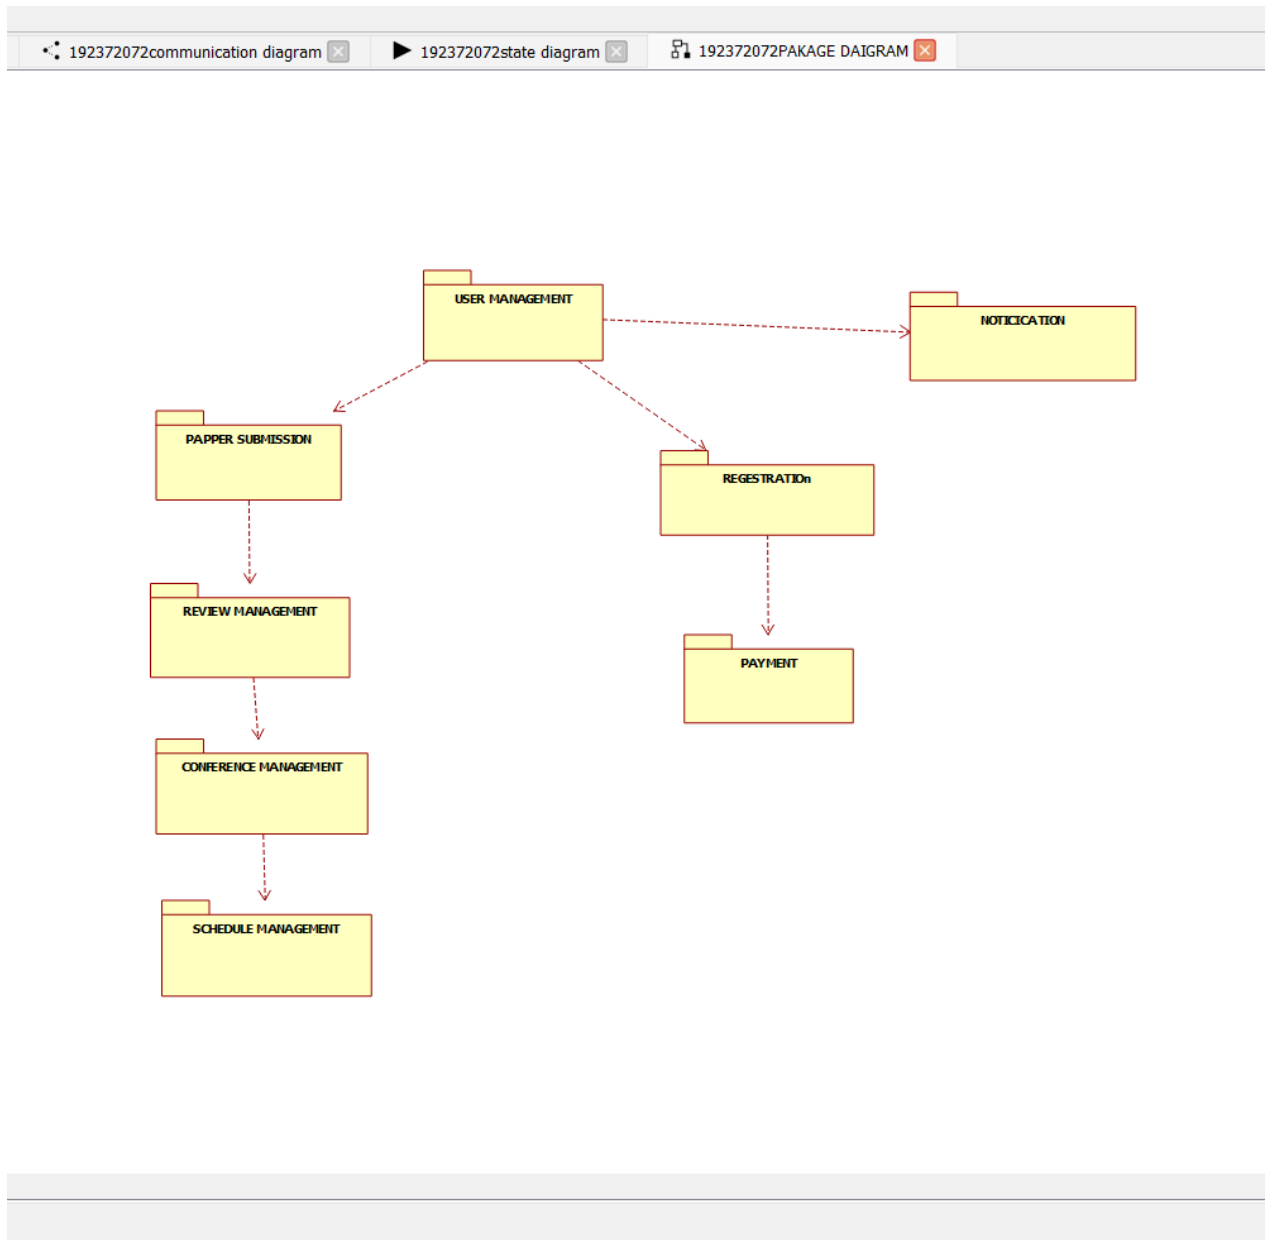 192372072communication diagram
192372072state diagram
192372072PAKAGE DAIGRAM
USER MANAGEMENT
NOTICICATION
PAPPER SUBMISSION
REGESTRATIOn
REVIEW MANAGEMENT
PAYMENT
CONFERENCE MANAGEMENT
SCHEDULE MANAGEMENT